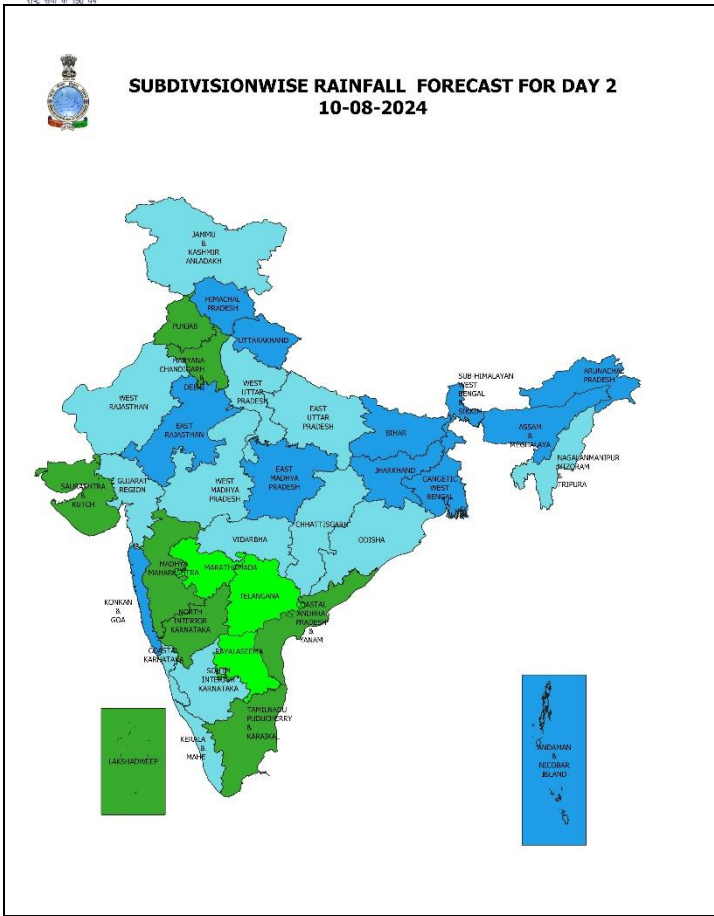 राष्ट्र सेवा के 150 वर्ष
SUBDIVISIONWISE RAINFALL FORECAST FOR DAY 2
10-08-2024
JAMMU
&
KASHMIR
ANLADAKH
HIMACHAL
PRADESH
PUNJAB
UTTARAKHAND
HARYANA
CHANDIGARH
DELHI
WEST
RAJASTHAN
WEST
UTTAR
PRADESH
EAST
UTTAR
PRADESH
EAST
RAJASTHAN
SUB-HIMALAYAN
WEST
BENGAL
&
SIKKIM
ARUNACHAL
PRADESH
ASSAM
&
MEGHALAYA
BIHAR
NAGALANMANIPUR
MIZORAM
&
TRIPURA
JHARKHAND
GANGETIC
WEST
BENGAL
EAST
MADHYA
PRADESH
WEST
MADHYA
PRADESH
GUJARAT
REGION
SAURASHTRA
&
KUTCH
CHHATTISGARH
ODISHA
VIDARBHA
MADHYA
MAHARASHTRA
MARATHWADA
TELANGANA
KONKAN
&
GOA
NORTH
INTERIOR
KARNATAKA
COASTAL
ANDHRA
PRADESH
&
YANAM
COASTAL
KARNATAKA
RAYALASEEMA
SOUTH
INTERIOR
KARNATAKA
TAMILNADU
PUDUCHERRY
&
KARAIKAL
KERALA
&
MAHE
LAKSHADWEEP
ANDAMAN
&
NICOBAR
ISLAND